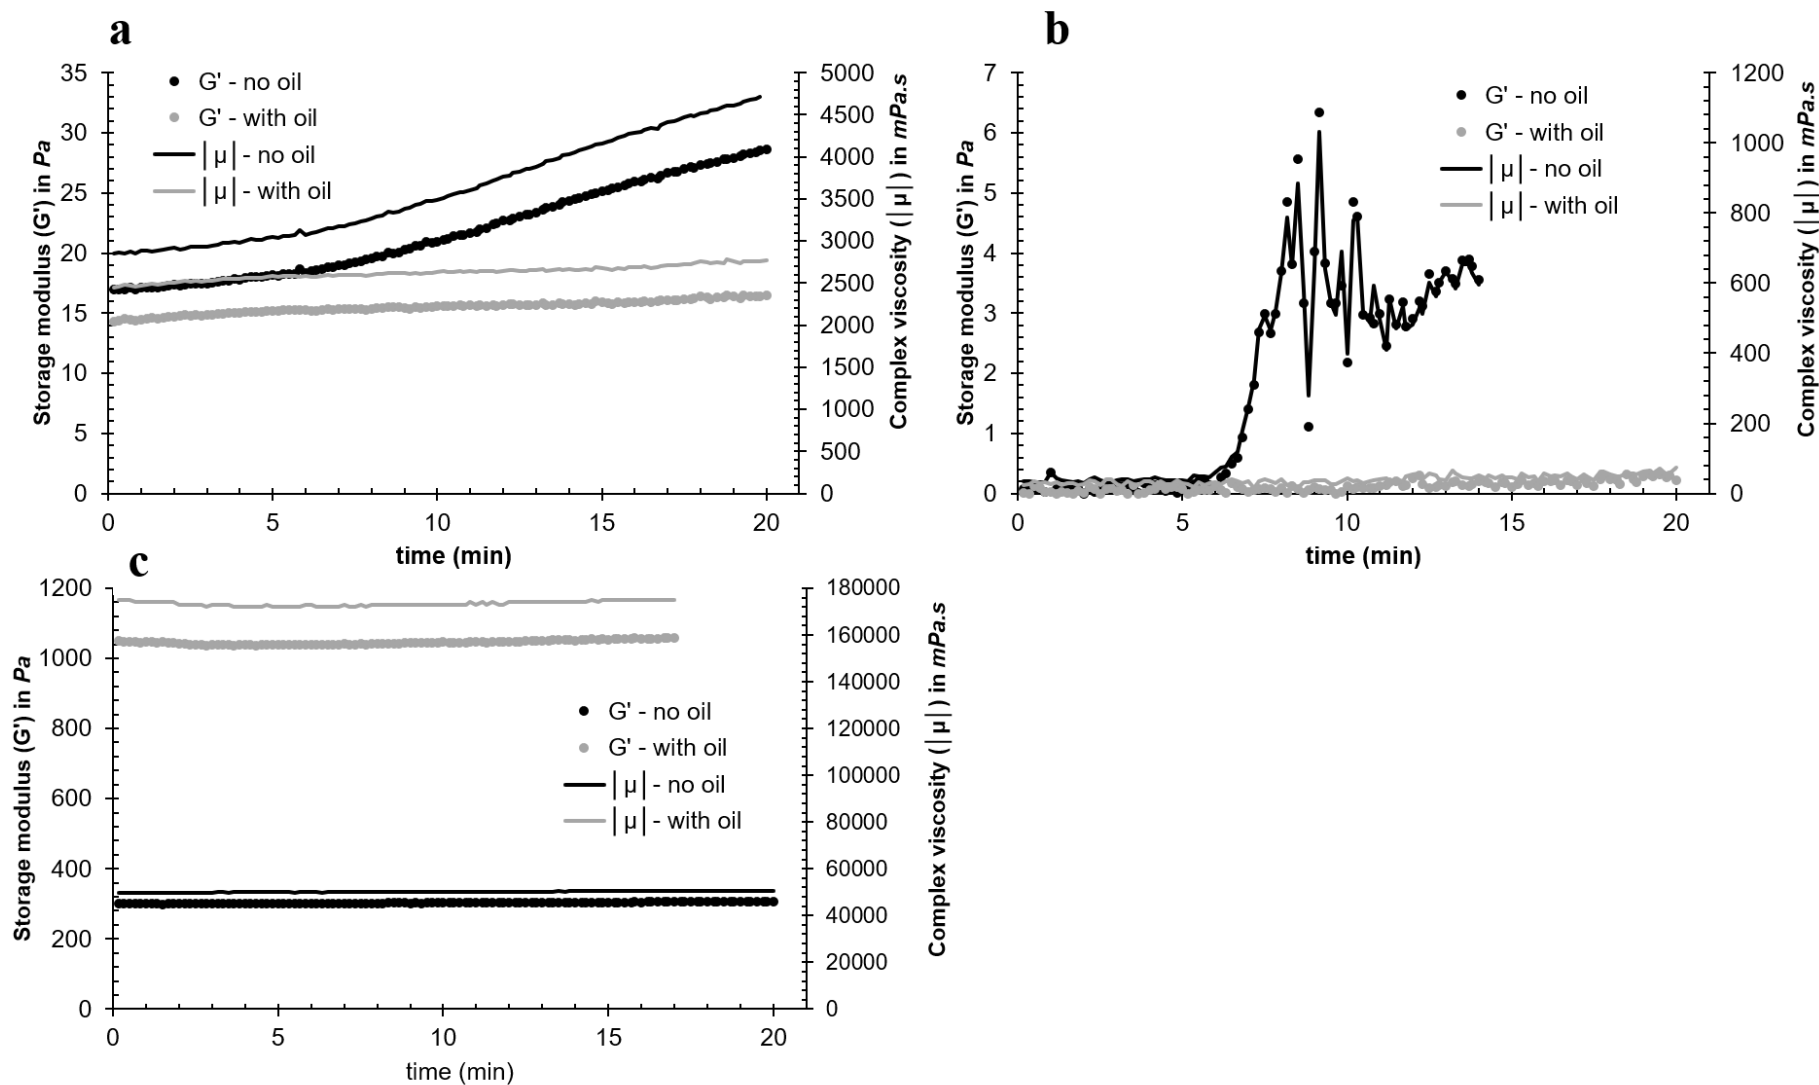 a
Storage modulus (G') in Pa
35
30
25
20
15
10
5
0
G' - no oil
G' - with oil
|µ| - no oil
|µ| - with oil
5000
4500
4000
3500
3000
2500
2000
1500
1000
500
0
Complex viscosity (|µ|) in mPa.s
0 5 10 15 20
time (min)
b
Storage modulus (G') in Pa
7
6
5
4
3
2
1
0
G' - no oil
G' - with oil
|µ| - no oil
|µ| - with oil
1200
1000
800
600
400
200
0
Complex viscosity (|µ|) in mPa.s
0 5 10 15 20
time (min)
c
Storage modulus (G') in Pa
1200
1000
800
600
400
200
0
G' - no oil
G' - with oil
|µ| - no oil
|µ| - with oil
180000
160000
140000
120000
100000
80000
60000
40000
20000
0
Complex viscosity (|µ|) in mPa.s
0 5 10 15 20
time (min)